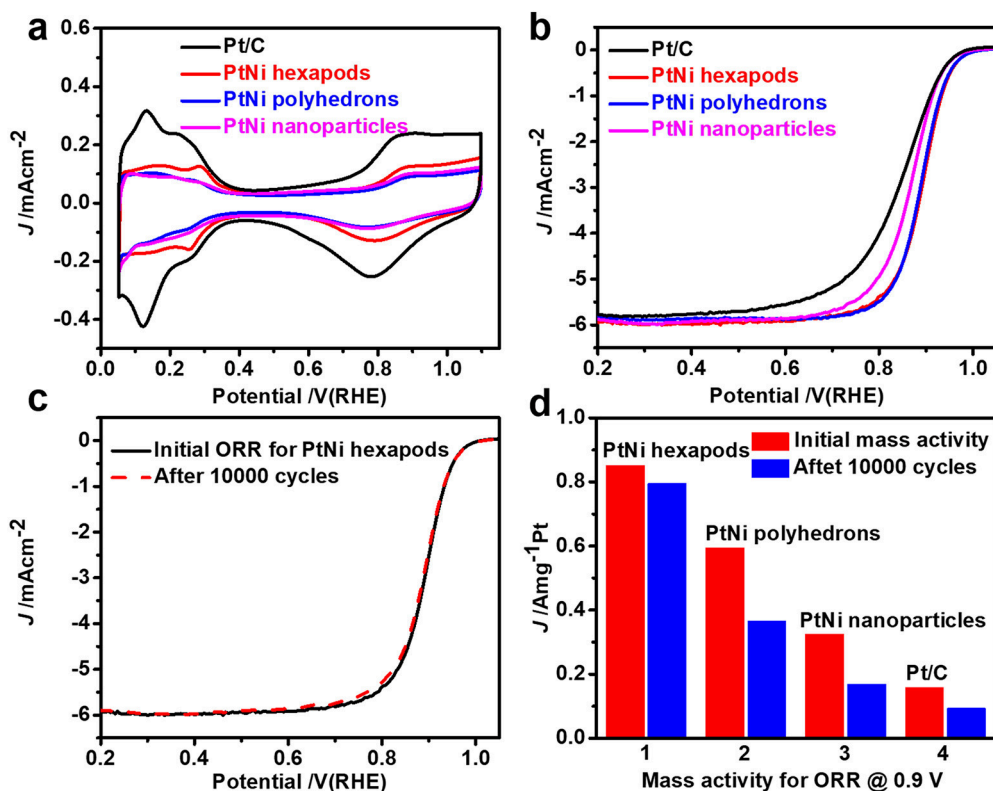 a
Pt/C
PtNi hexapods
PtNi polyhedrons
PtNi nanoparticles
J /mAcm⁻²
0.6
0.4
0.2
0.0
-0.2
-0.4
0.0 0.2 0.4 0.6 0.8 1.0
Potential /V(RHE)
b
Pt/C
PtNi hexapods
PtNi polyhedrons
PtNi nanoparticles
J /mAcm⁻²
0
-1
-2
-3
-4
-5
-6
0.2 0.4 0.6 0.8 1.0
Potential /V(RHE)
c
Initial ORR for PtNi hexapods
After 10000 cycles
J /mAcm⁻²
0
-1
-2
-3
-4
-5
-6
0.2 0.4 0.6 0.8 1.0
Potential /V(RHE)
d
Initial mass activity
Aftet 10000 cycles
PtNi hexapods
PtNi polyhedrons
PtNi nanoparticles
Pt/C
J /Amg⁻¹Pt
1.0
0.8
0.6
0.4
0.2
0.0
1 2 3 4
Mass activity for ORR @ 0.9 V